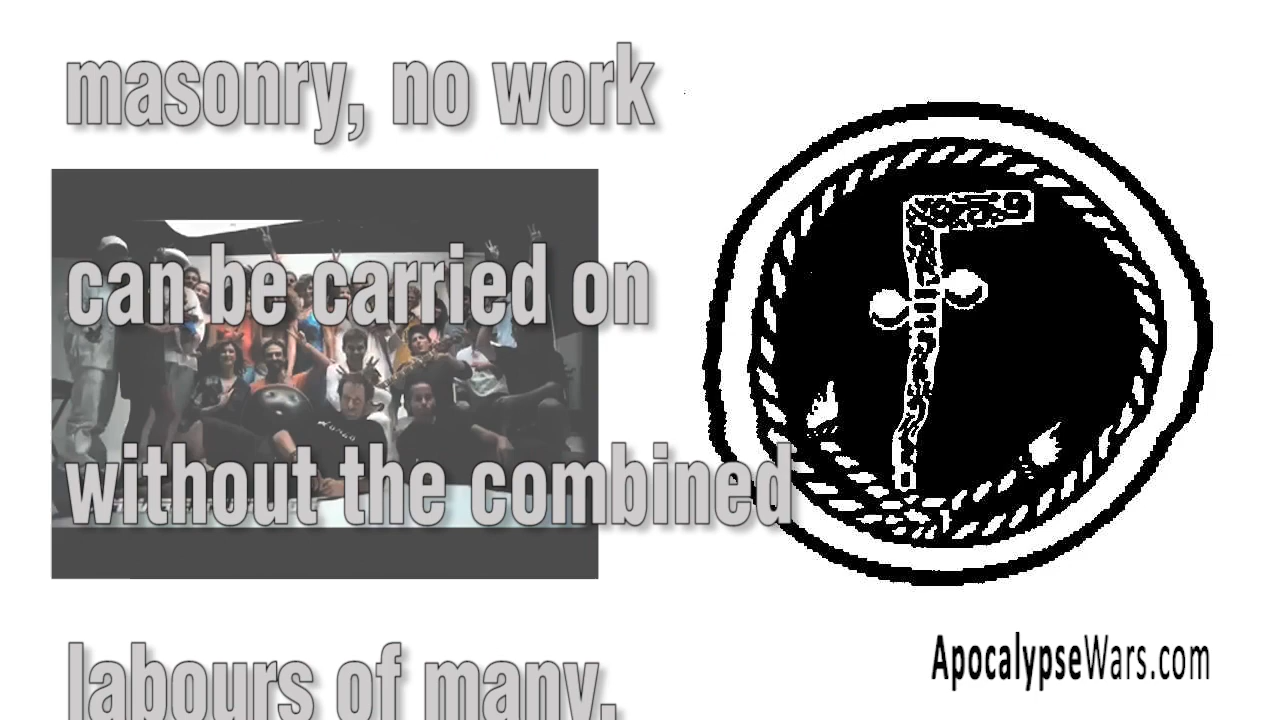 masonry, no work
can be carried on
without the combined
labours of many.
ApocalypseWars.com